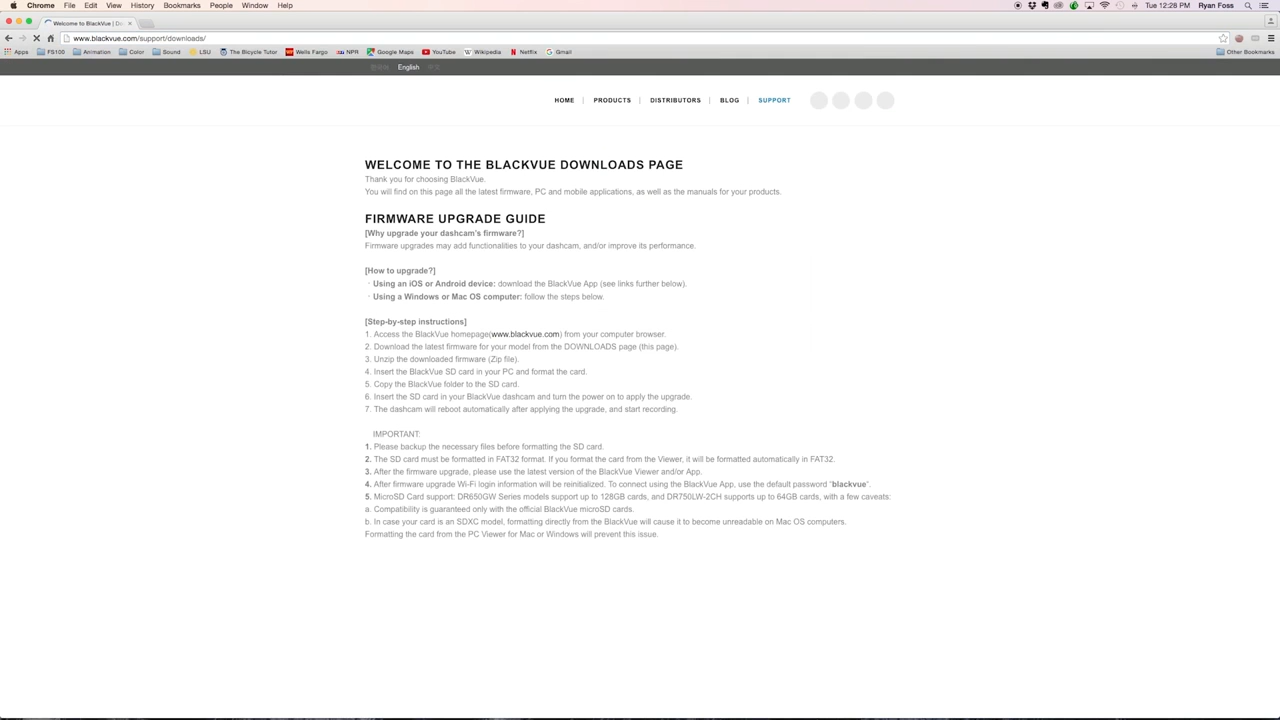 Chrome File Edit View History Bookmarks People Window Help Tue 12:28 PM Ryan Foss
Welcome to BlackVue | Do
www.blackvue.com/support/downloads/
Apps FS100 Animation Color Sound LSU The Bicycle Tutor Wells Fargo NPR Google Maps YouTube Wikipedia Netflix Gmail Other Bookmarks
한국어 English 中文
HOME | PRODUCTS | DISTRIBUTORS | BLOG | SUPPORT
WELCOME TO THE BLACKVUE DOWNLOADS PAGE
Thank you for choosing BlackVue.
You will find on this page all the latest firmware, PC and mobile applications, as well as the manuals for your products.
FIRMWARE UPGRADE GUIDE
[Why upgrade your dashcam's firmware?]
Firmware upgrades may add functionalities to your dashcam, and/or improve its performance.
[How to upgrade?]
· Using an iOS or Android device: download the BlackVue App (see links further below).
· Using a Windows or Mac OS computer: follow the steps below.
[Step-by-step instructions]
1. Access the BlackVue homepage(www.blackvue.com) from your computer browser.
2. Download the latest firmware for your model from the DOWNLOADS page (this page).
3. Unzip the downloaded firmware (Zip file).
4. Insert the BlackVue SD card in your PC and format the card.
5. Copy the BlackVue folder to the SD card.
6. Insert the SD card in your BlackVue dashcam and turn the power on to apply the upgrade.
7. The dashcam will reboot automatically after applying the upgrade, and start recording.
IMPORTANT:
1. Please backup the necessary files before formatting the SD card.
2. The SD card must be formatted in FAT32 format. If you format the card from the Viewer, it will be formatted automatically in FAT32.
3. After the firmware upgrade, please use the latest version of the BlackVue Viewer and/or App.
4. After firmware upgrade Wi-Fi login information will be reinitialized. To connect using the BlackVue App, use the default password “blackvue”.
5. MicroSD Card support: DR650GW Series models support up to 128GB cards, and DR750LW-2CH supports up to 64GB cards, with a few caveats:
a. Compatibility is guaranteed only with the official BlackVue microSD cards.
b. In case your card is an SDXC model, formatting directly from the BlackVue will cause it to become unreadable on Mac OS computers.
Formatting the card from the PC Viewer for Mac or Windows will prevent this issue.